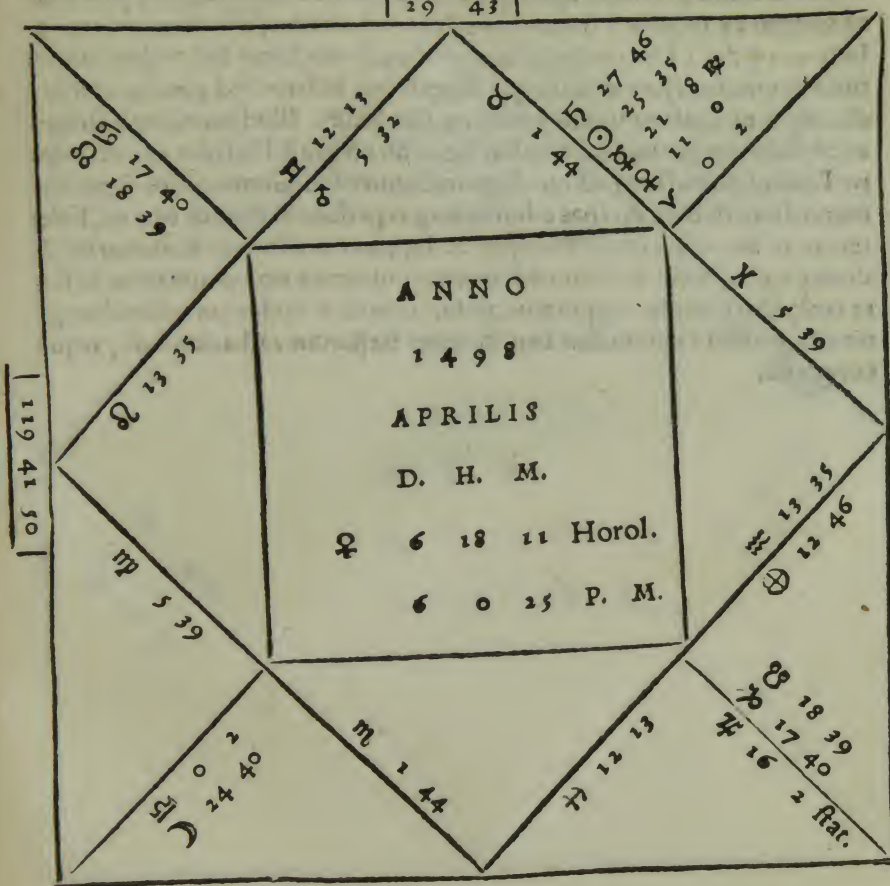 29 43
♋ 17 40
☊ 18 39
♊ 12 13
♂ 5 32
♉
1 44
♄ 27 46
☉ 25 35
☿ 21 8 ℞
♀ 11 0
♈ 0 2
♓ 5 39
♌ 13 35
119 41 50
ANNO
1498
APRILIS
D. H. M.
♀ 6 18 11 Horol.
6 0 25 P. M.
♒ 13 35
⊕ 12 46
♍ 5 39
♎ 0 2
☾ 24 40
♏ 1 44
♐ 12 13
☋ 18 39
♑ 17 40
♃ 16 2 ſtat.